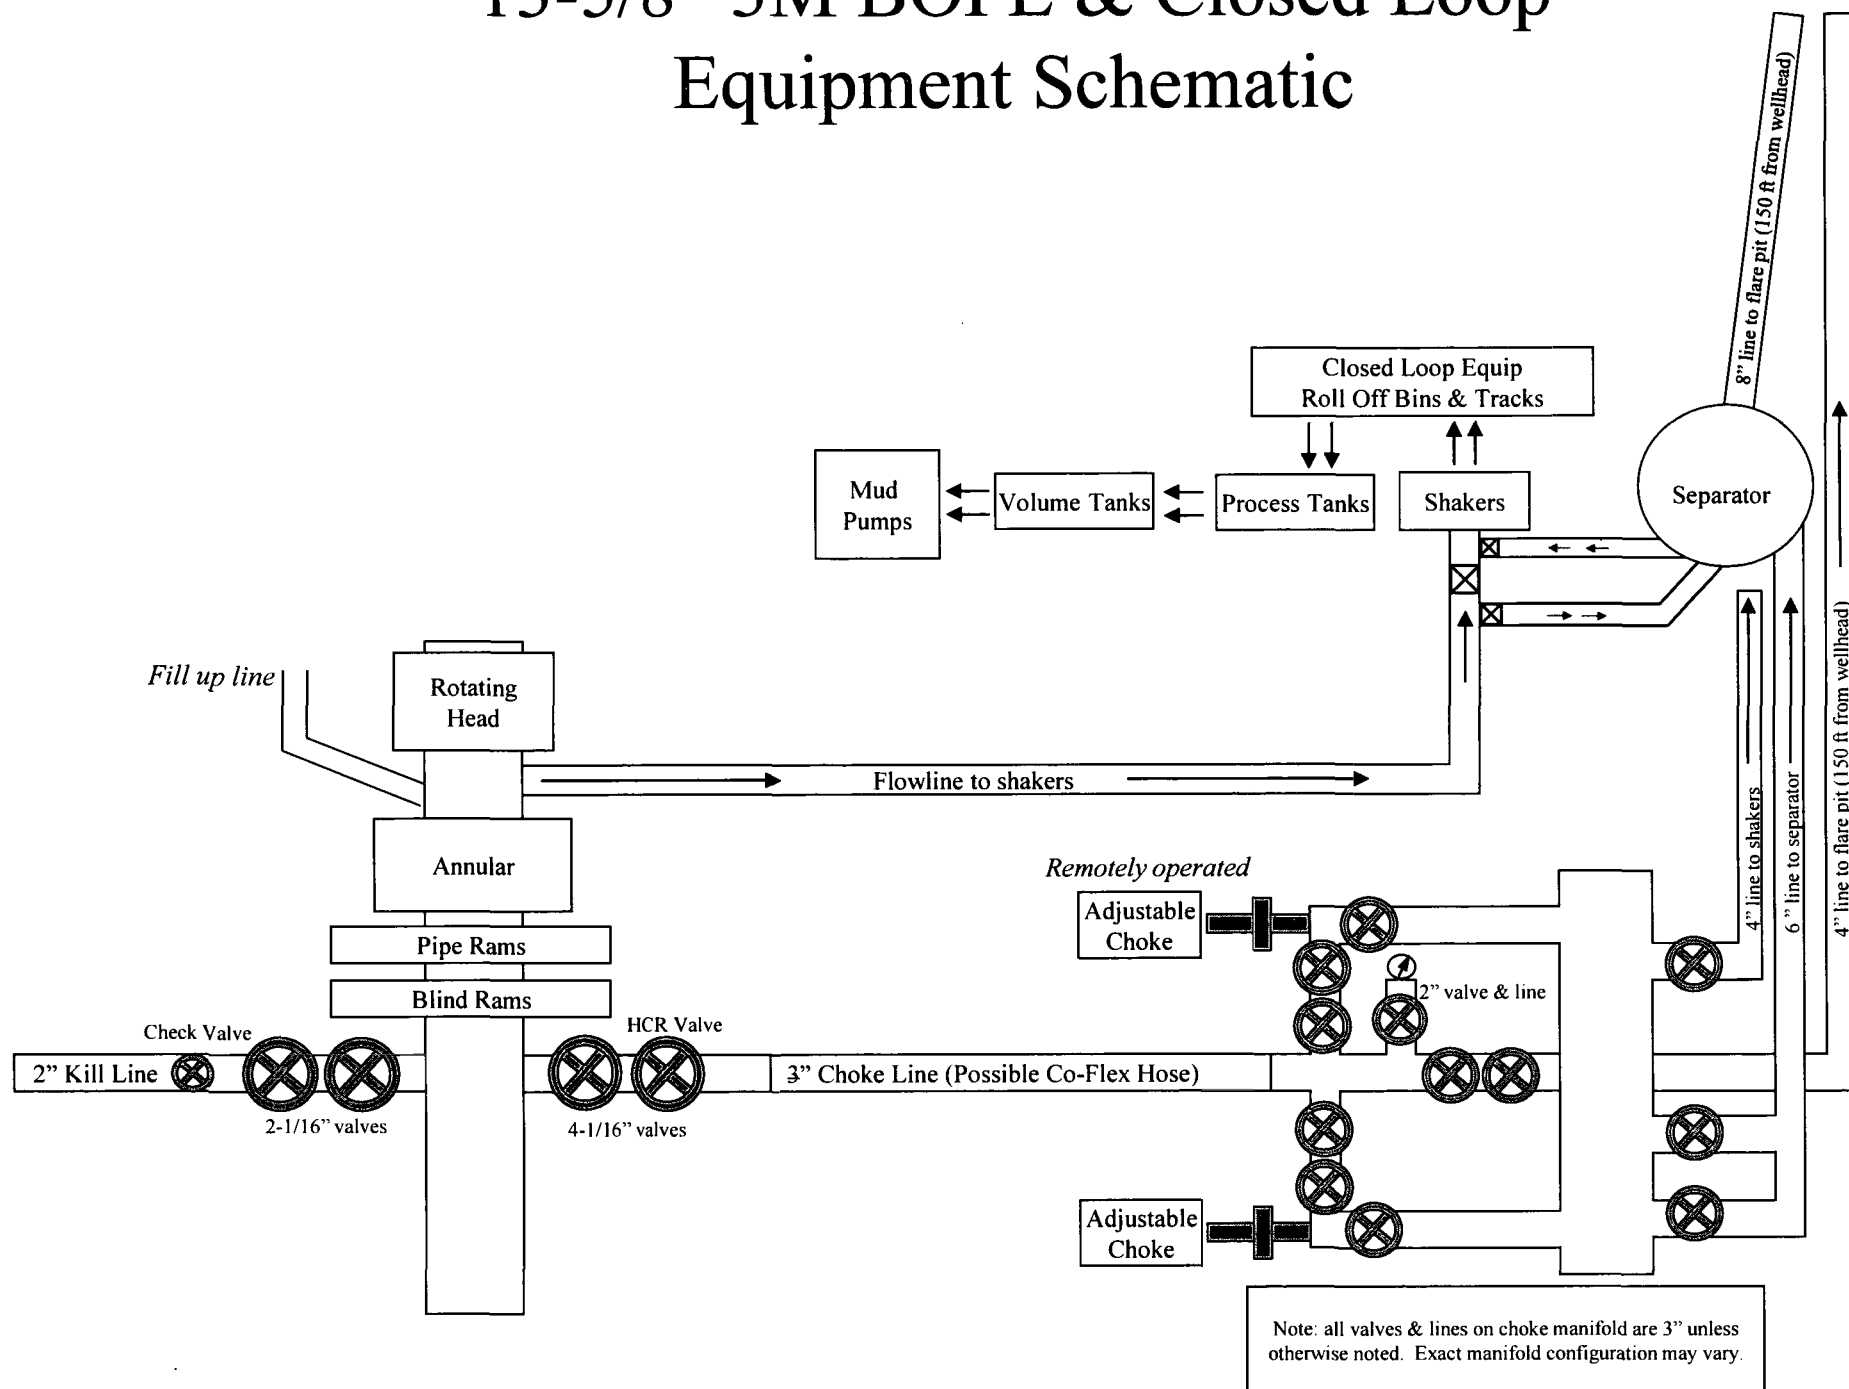 Equipment Schematic
8” line to flare pit (150 ft from wellhead)
Closed Loop Equip
Roll Off Bins & Tracks
Mud
Pumps
Volume Tanks
Process Tanks
Shakers
Separator
Fill up line
Rotating
Head
Flowline to shakers
Annular
Pipe Rams
Blind Rams
Check Valve
HCR Valve
2” Kill Line
3” Choke Line (Possible Co-Flex Hose)
2-1/16” valves
4-1/16” valves
Remotely operated
Adjustable
Choke
2” valve & line
Adjustable
Choke
4” line to shakers
6” line to separator
4” line to flare pit (150 ft from wellhead)
Note: all valves & lines on choke manifold are 3” unless
otherwise noted. Exact manifold configuration may vary.